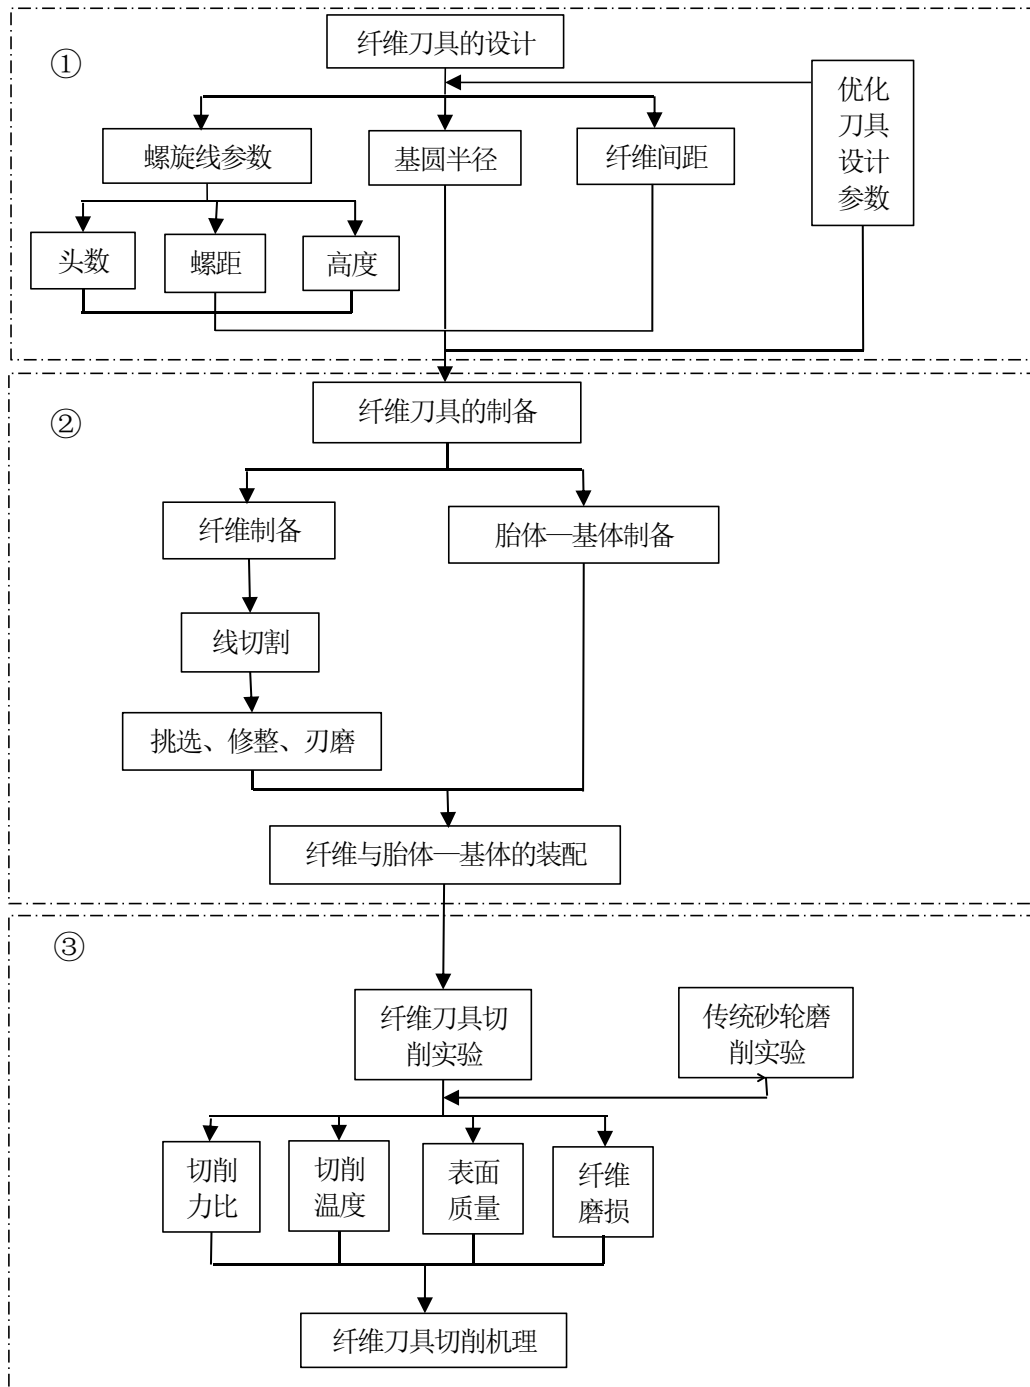 纤维刀具的设计
①
优化
刀具
设计
参数
螺旋线参数
基圆半径
纤维间距
头数
螺距
高度
纤维刀具的制备
②
纤维制备
胎体—基体制备
线切割
挑选、修整、刃磨
纤维与胎体—基体的装配
③
纤维刀具切
削实验
传统砂轮磨
削实验
切削
力比
切削
温度
表面
质量
纤维
磨损
纤维刀具切削机理